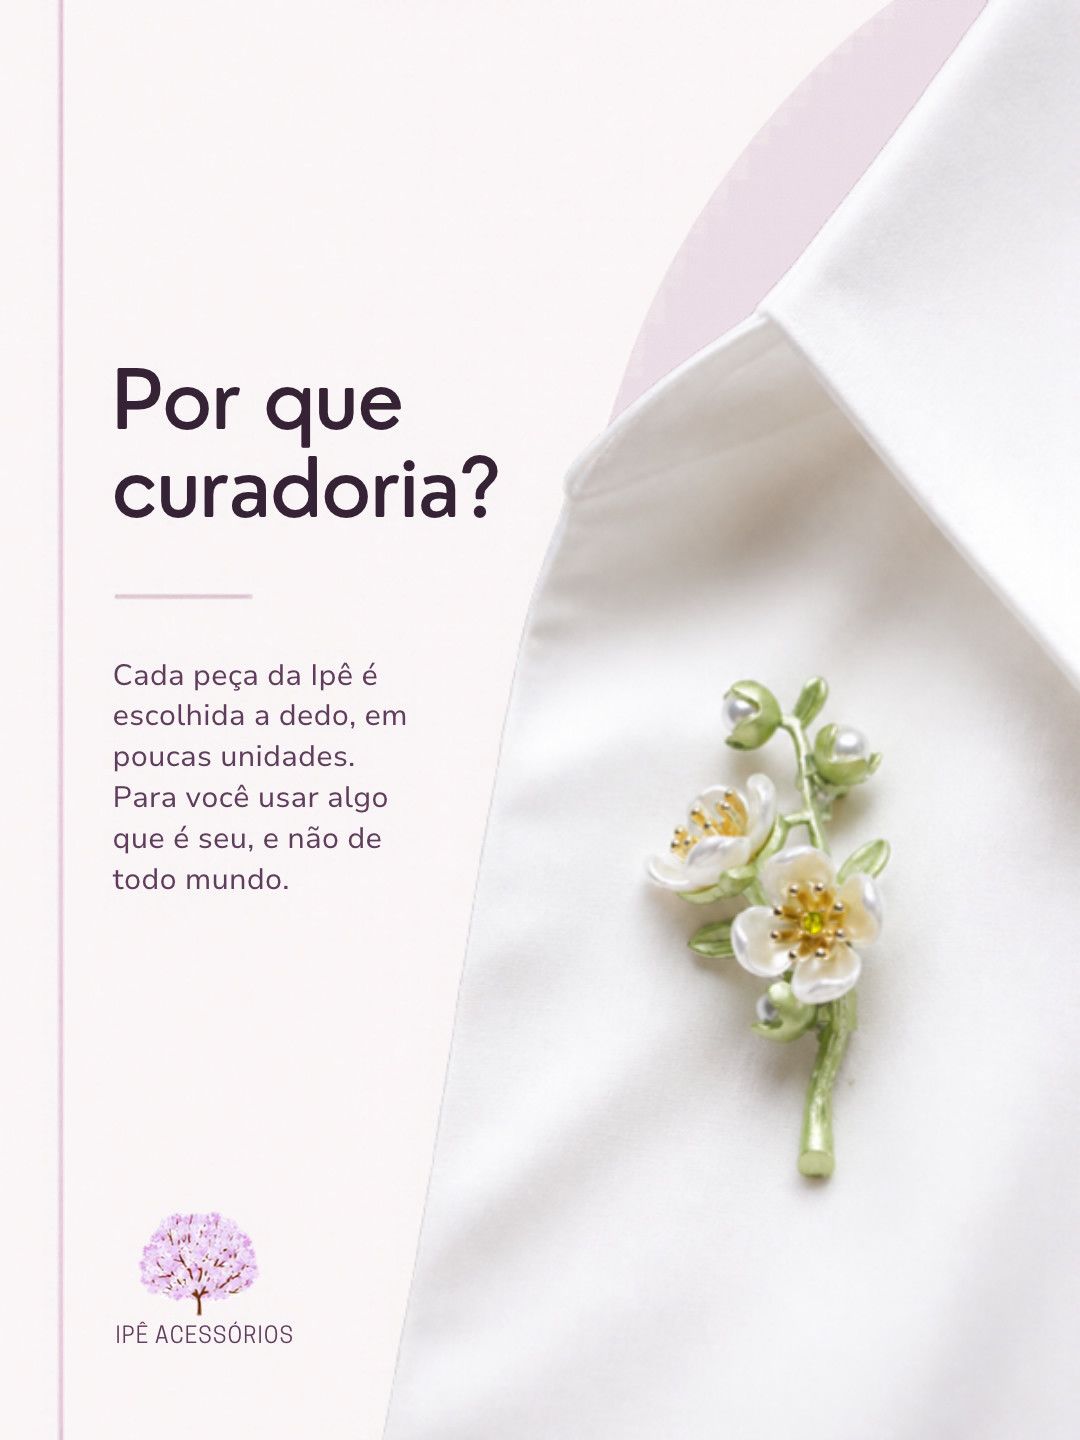 Por que
curadoria?
Cada peça da Ipê é
escolhida a dedo, em
poucas unidades.
Para você usar algo
que é seu, e não de
todo mundo.
IPÊ ACESSÓRIOS